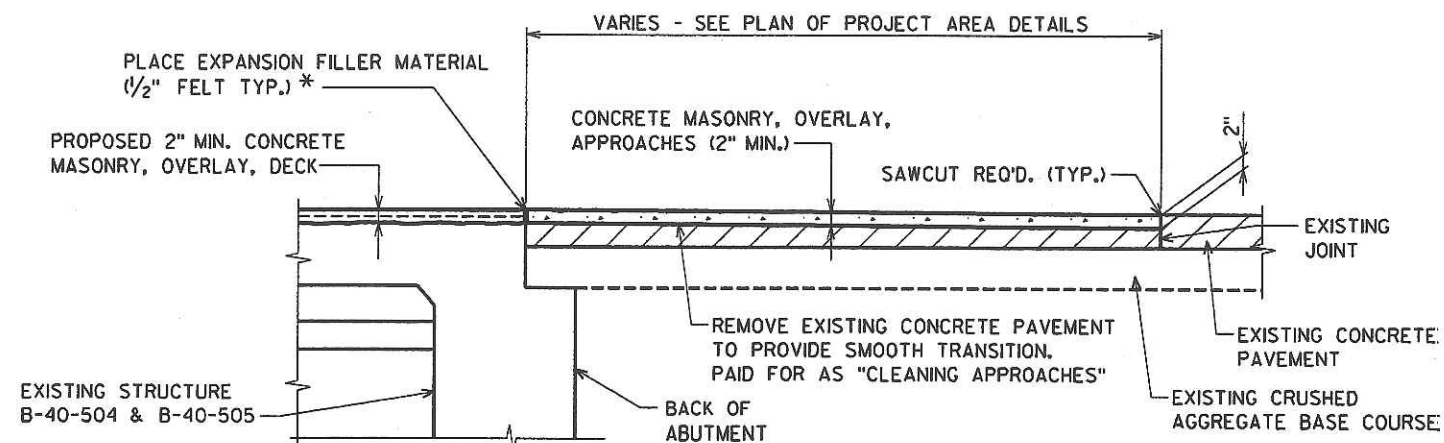 VARIES - SEE PLAN OF PROJECT AREA DETAILS
PLACE EXPANSION FILLER MATERIAL
(1/2" FELT TYP.) *
CONCRETE MASONRY, OVERLAY,
APPROACHES (2" MIN.)
2"
PROPOSED 2" MIN. CONCRETE
MASONRY, OVERLAY, DECK
SAWCUT REQ'D. (TYP.)
EXISTING
JOINT
REMOVE EXISTING CONCRETE PAVEMENT
TO PROVIDE SMOOTH TRANSITION.
PAID FOR AS "CLEANING APPROACHES"
EXISTING CONCRETE
PAVEMENT
EXISTING STRUCTURE
B-40-504 & B-40-505
BACK OF
ABUTMENT
EXISTING CRUSHED
AGGREGATE BASE COURSE